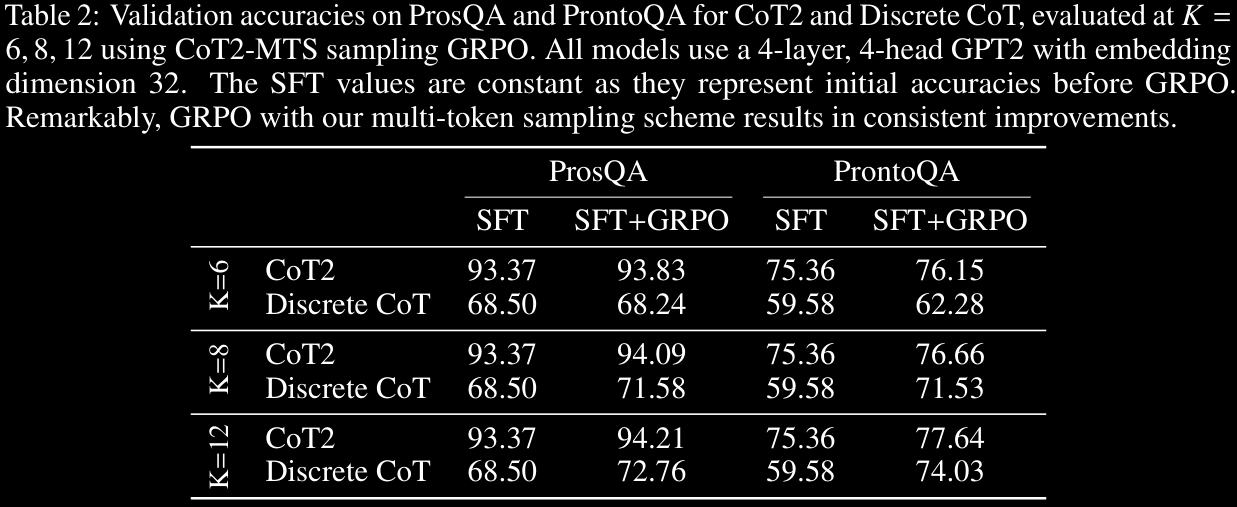 Table 2: Validation accuracies on ProsQA and ProntoQA for CoT2 and Discrete CoT, evaluated at K =
6, 8, 12 using CoT2-MTS sampling GRPO. All models use a 4-layer, 4-head GPT2 with embedding
dimension 32. The SFT values are constant as they represent initial accuracies before GRPO.
Remarkably, GRPO with our multi-token sampling scheme results in consistent improvements.
ProsQA ProntoQA
SFT SFT+GRPO SFT SFT+GRPO
K=6
CoT2 93.37 93.83 75.36 76.15
Discrete CoT 68.50 68.24 59.58 62.28
K=8
CoT2 93.37 94.09 75.36 76.66
Discrete CoT 68.50 71.58 59.58 71.53
K=12
CoT2 93.37 94.21 75.36 77.64
Discrete CoT 68.50 72.76 59.58 74.03